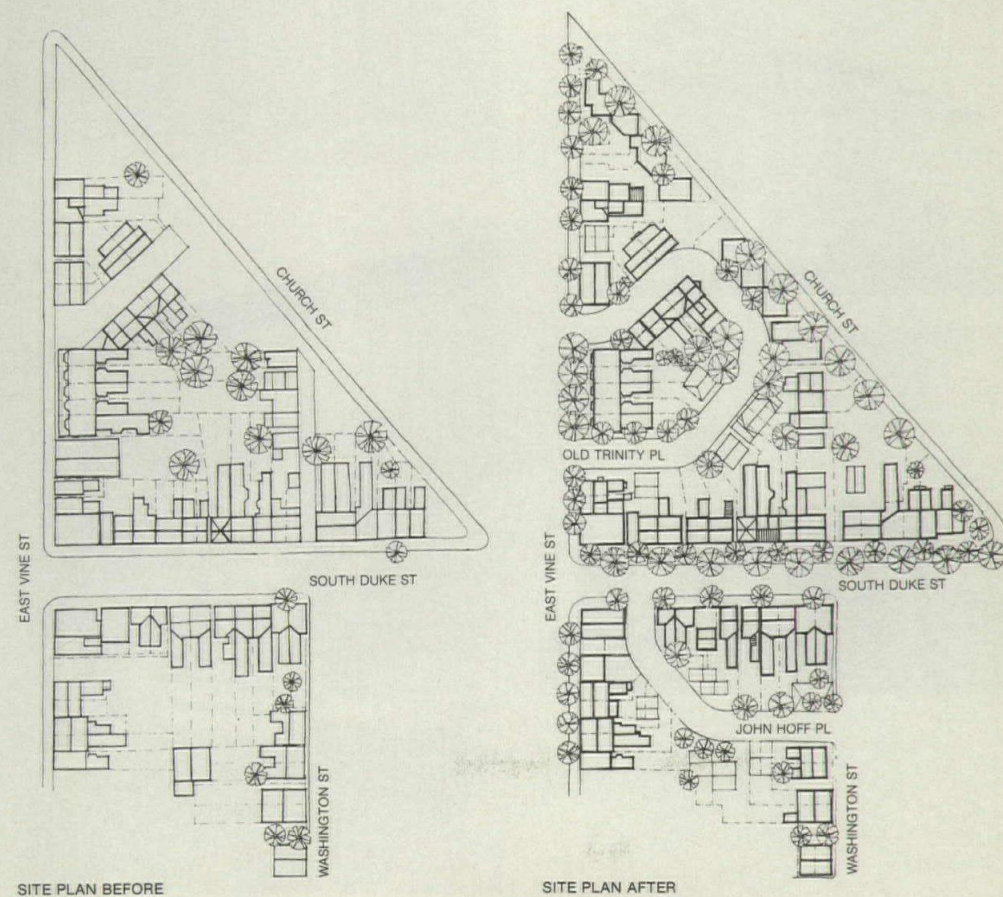 CHURCH ST
EAST VINE ST
SOUTH DUKE ST
WASHINGTON ST
SITE PLAN BEFORE
CHURCH ST
OLD TRINITY PL
EAST VINE ST
SOUTH DUKE ST
JOHN HOFF PL
WASHINGTON ST
SITE PLAN AFTER